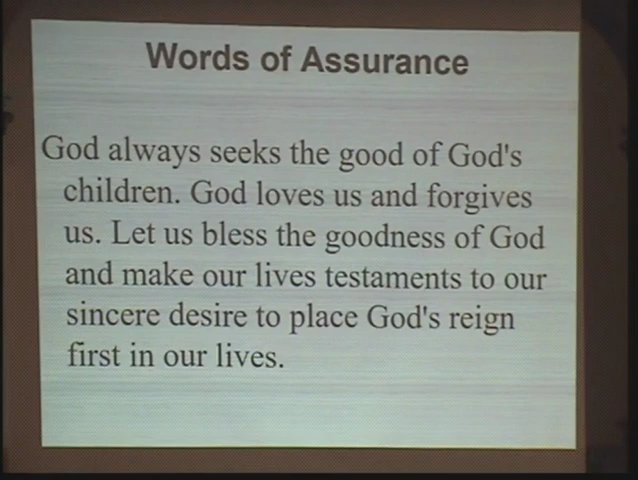 Words of Assurance
God always seeks the good of God's
children. God loves us and forgives
us. Let us bless the goodness of God
and make our lives testaments to our
sincere desire to place God's reign
first in our lives.